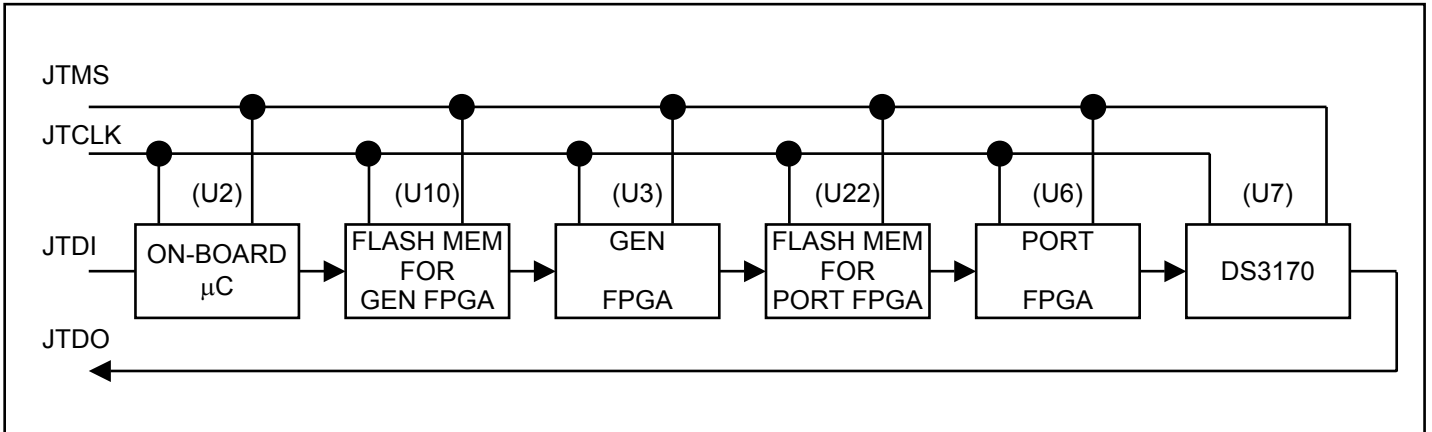 JTMS
JTCLK
(U2)
(U10)
(U3)
(U22)
(U6)
(U7)
JTDI
ON-BOARD
μC
FLASH MEM
FOR
GEN FPGA
GEN
FPGA
FLASH MEM
FOR
PORT FPGA
PORT
FPGA
DS3170
JTDO